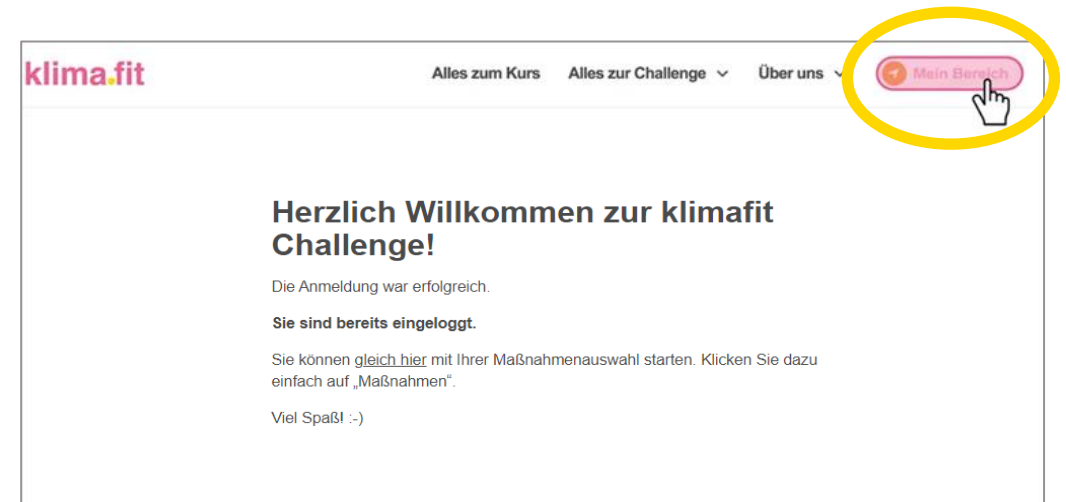 klima.fit
Alles zum Kurs Alles zur Challenge Über uns Mein Bereich
Herzlich Willkommen zur klimafit
Challenge!
Die Anmeldung war erfolgreich.
Sie sind bereits eingeloggt.
Sie können gleich hier mit Ihrer Maßnahmenauswahl starten. Klicken Sie dazu
einfach auf „Maßnahmen“.
Viel Spaß! :-)